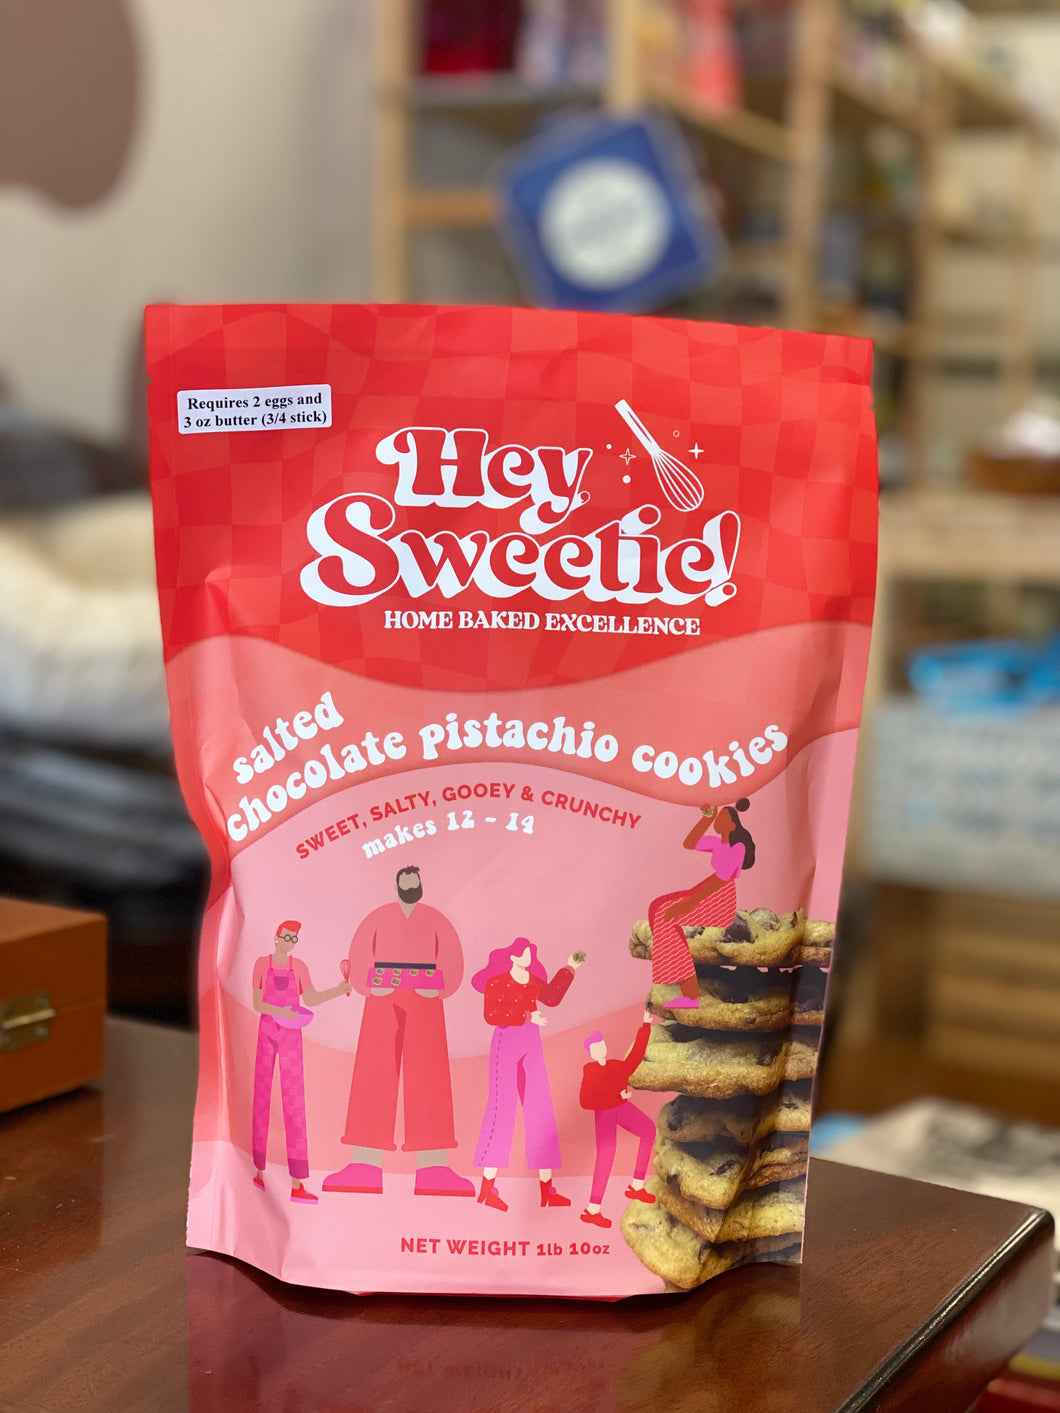 Requires 2 eggs and
3 oz butter (3/4 stick)
Hey,
Sweetie!
HOME BAKED EXCELLENCE
salted
chocolate pistachio cookies
SWEET, SALTY, GOOEY & CRUNCHY
makes 12 - 14
NET WEIGHT 1lb 10oz